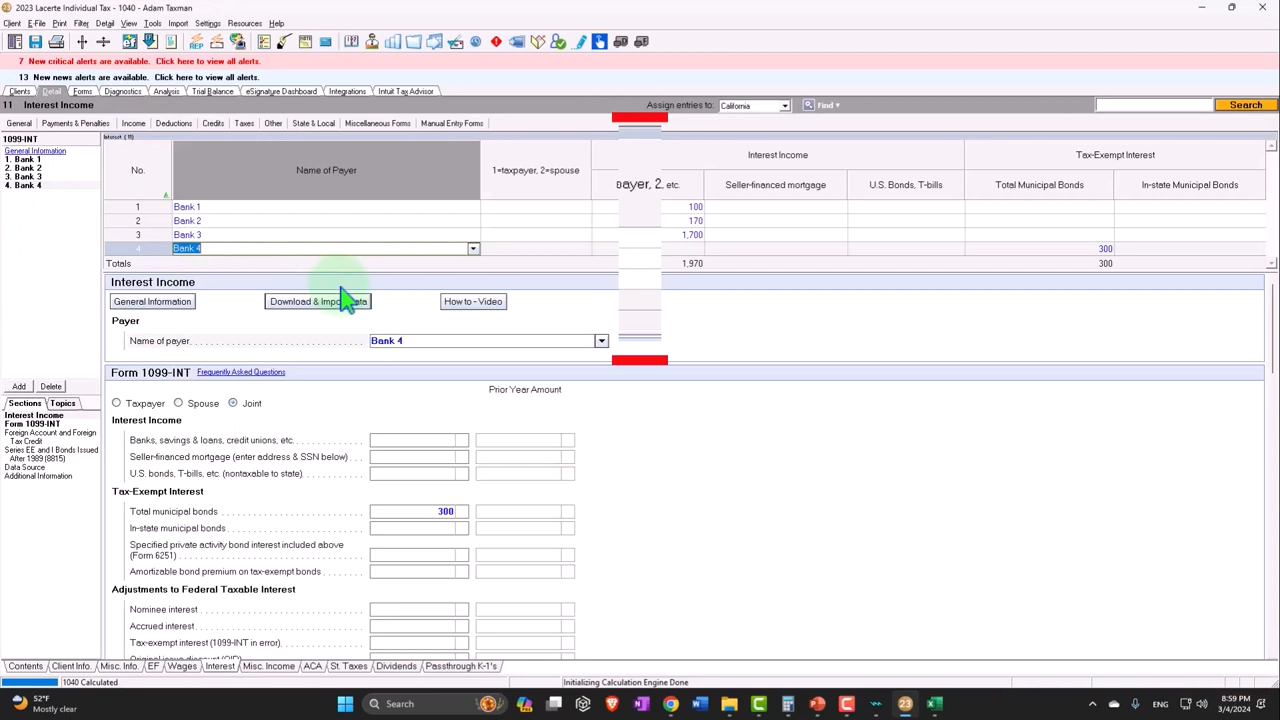 2023 Lacerte Individual Tax - 1040 - Adam Taxman
Client E-File Print Filter Detail View Tools Settings Resources Help
7 New critical alerts are available. Click here to view all alerts.
13 New news alerts are available. Click here to view all alerts.
Clients Detail Forms Diagnostics Analysis Trial Balance eSignature Dashboard Integrations Intuit Tax Advisor
11 Interest Income Assign entries to: California Find Search
General Payments & Penalties Income Deductions Credits Taxes Other State & Local Miscellaneous Forms Manual Entry Forms
1099-INT
General Information
1. Bank 1
2. Bank 2
3. Bank 3
4. Bank 4
Add Delete
Sections Topics
Interest Income
Form 1099-INT
Foreign Account and Foreign
Tax Credit
Series EE and I Bonds Issued
After 1989 (8815)
Data Source
Additional Information
Interest (11)
Interest Income Tax-Exempt Interest
No. Name of Payer 1=taxpayer, 2=spouse payer, 2, etc. Seller-financed mortgage U.S. Bonds, T-bills Total Municipal Bonds In-state Municipal Bonds
1 Bank 1 100
2 Bank 2 170
3 Bank 3 1,700
4 Bank 4 300
Totals 1,970 300
Interest Income
General Information Download & Import Data How to - Video
Payer
Name of payer Bank 4
Form 1099-INT Frequently Asked Questions
Prior Year Amount
Taxpayer Spouse Joint
Interest Income
Banks, savings & loans, credit unions, etc.
Seller-financed mortgage (enter address & SSN below)
U.S. bonds, T-bills, etc. (nontaxable to state)
Tax-Exempt Interest
Total municipal bonds 300
In-state municipal bonds
Specified private activity bond interest included above
(Form 6251)
Amortizable bond premium on tax-exempt bonds
Adjustments to Federal Taxable Interest
Nominee interest
Accrued interest
Tax-exempt interest (1099-INT in error)
Original issue discount (OID)
Contents Client Info. Misc. Info. EF Wages Interest Misc. Income ACA St. Taxes Dividends Passthrough K-1's
1040 Calculated Initializing Calculation Engine Done
52°F
Mostly clear
Search
23
8:59 PM
3/4/2024